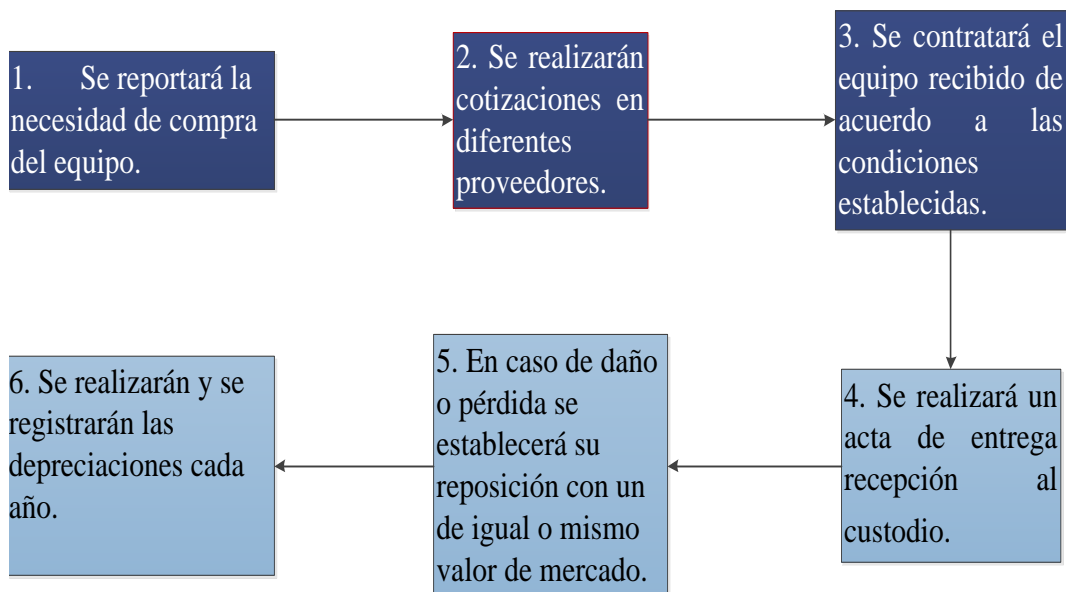 1. Se reportará la
necesidad de compra
del equipo.
2. Se realizarán
cotizaciones en
diferentes
proveedores.
3. Se contratará el
equipo recibido de
acuerdo a las
condiciones
establecidas.
4. Se realizará un
acta de entrega
recepción al
custodio.
5. En caso de daño
o pérdida se
establecerá su
reposición con un
de igual o mismo
valor de mercado.
6. Se realizarán y se
registrarán las
depreciaciones cada
año.